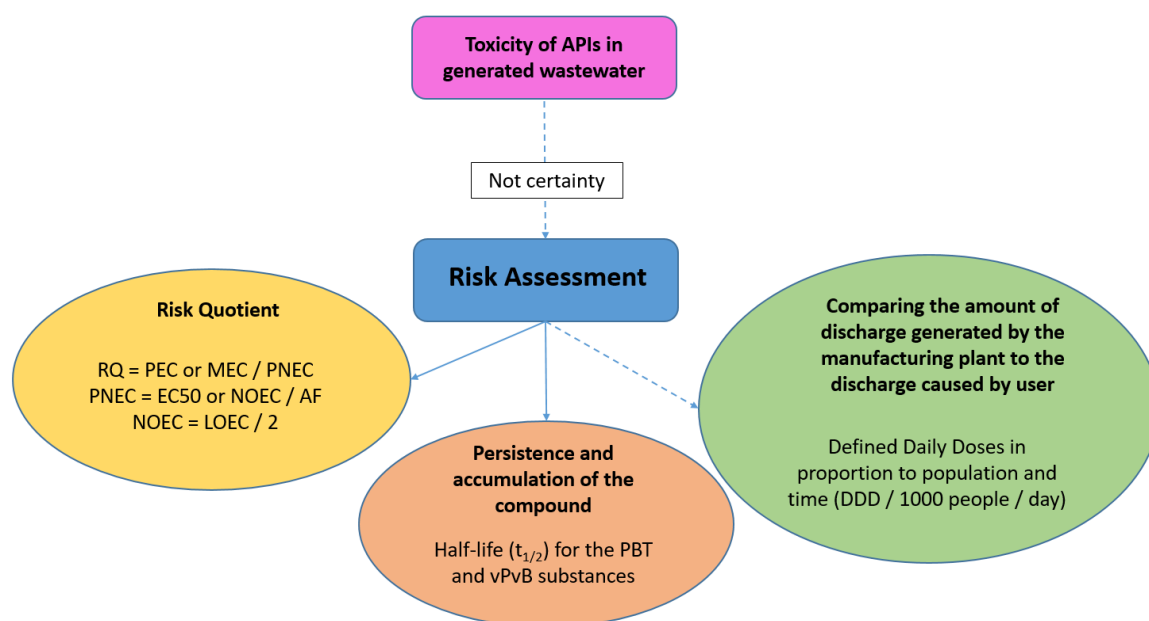 Toxicity of APIs in
generated wastewater
Not certainty
Risk Assessment
Risk Quotient
RQ = PEC or MEC / PNEC
PNEC = EC50 or NOEC / AF
NOEC = LOEC / 2
Persistence and
accumulation of the
compound
Half-life (t1/2) for the PBT
and vPvB substances
Comparing the amount of
discharge generated by the
manufacturing plant to the
discharge caused by user
Defined Daily Doses in
proportion to population and
time (DDD / 1000 people / day)